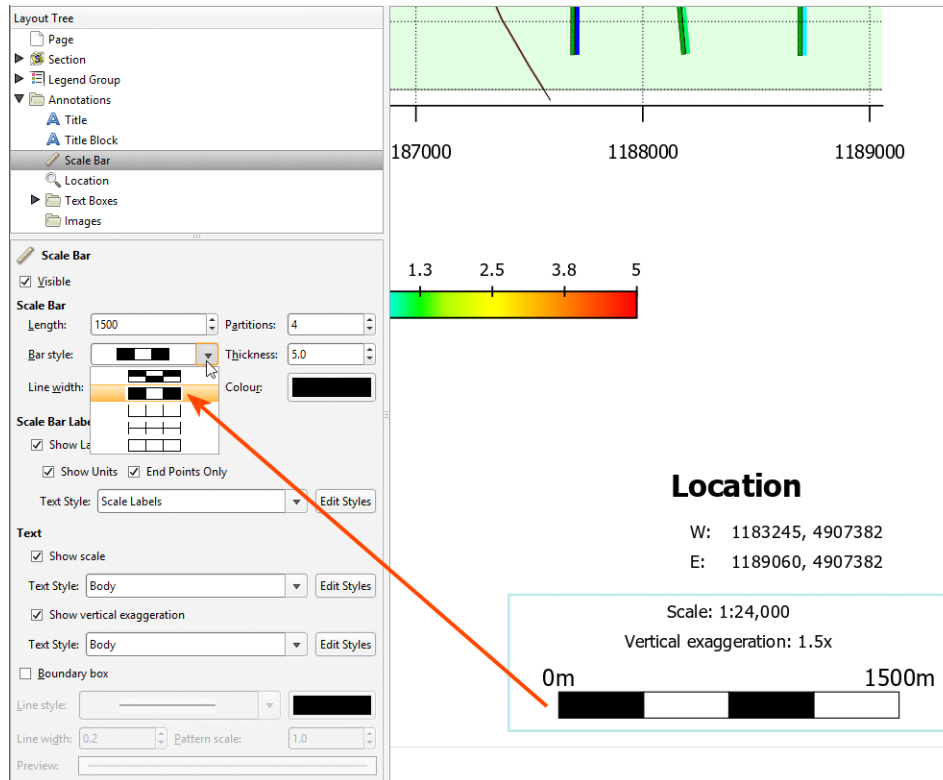 Layout Tree
Page
Section
Legend Group
Annotations
Title
Title Block
Scale Bar
Location
Text Boxes
Images
Scale Bar
Visible
Scale Bar
Length: 1500 Partitions: 4
Bar style: Thickness: 5.0
Line width: Colour:
Scale Bar Labe
Show La
Show Units End Points Only
Text Style: Scale Labels Edit Styles
Text
Show scale
Text Style: Body Edit Styles
Show vertical exaggeration
Text Style: Body Edit Styles
Boundary box
Line style:
Line width: 0.2 Pattern scale: 1.0
Preview:
187000 1188000 1189000
1.3 2.5 3.8 5
Location
W: 1183245, 4907382
E: 1189060, 4907382
Scale: 1:24,000
Vertical exaggeration: 1.5x
0m 1500m